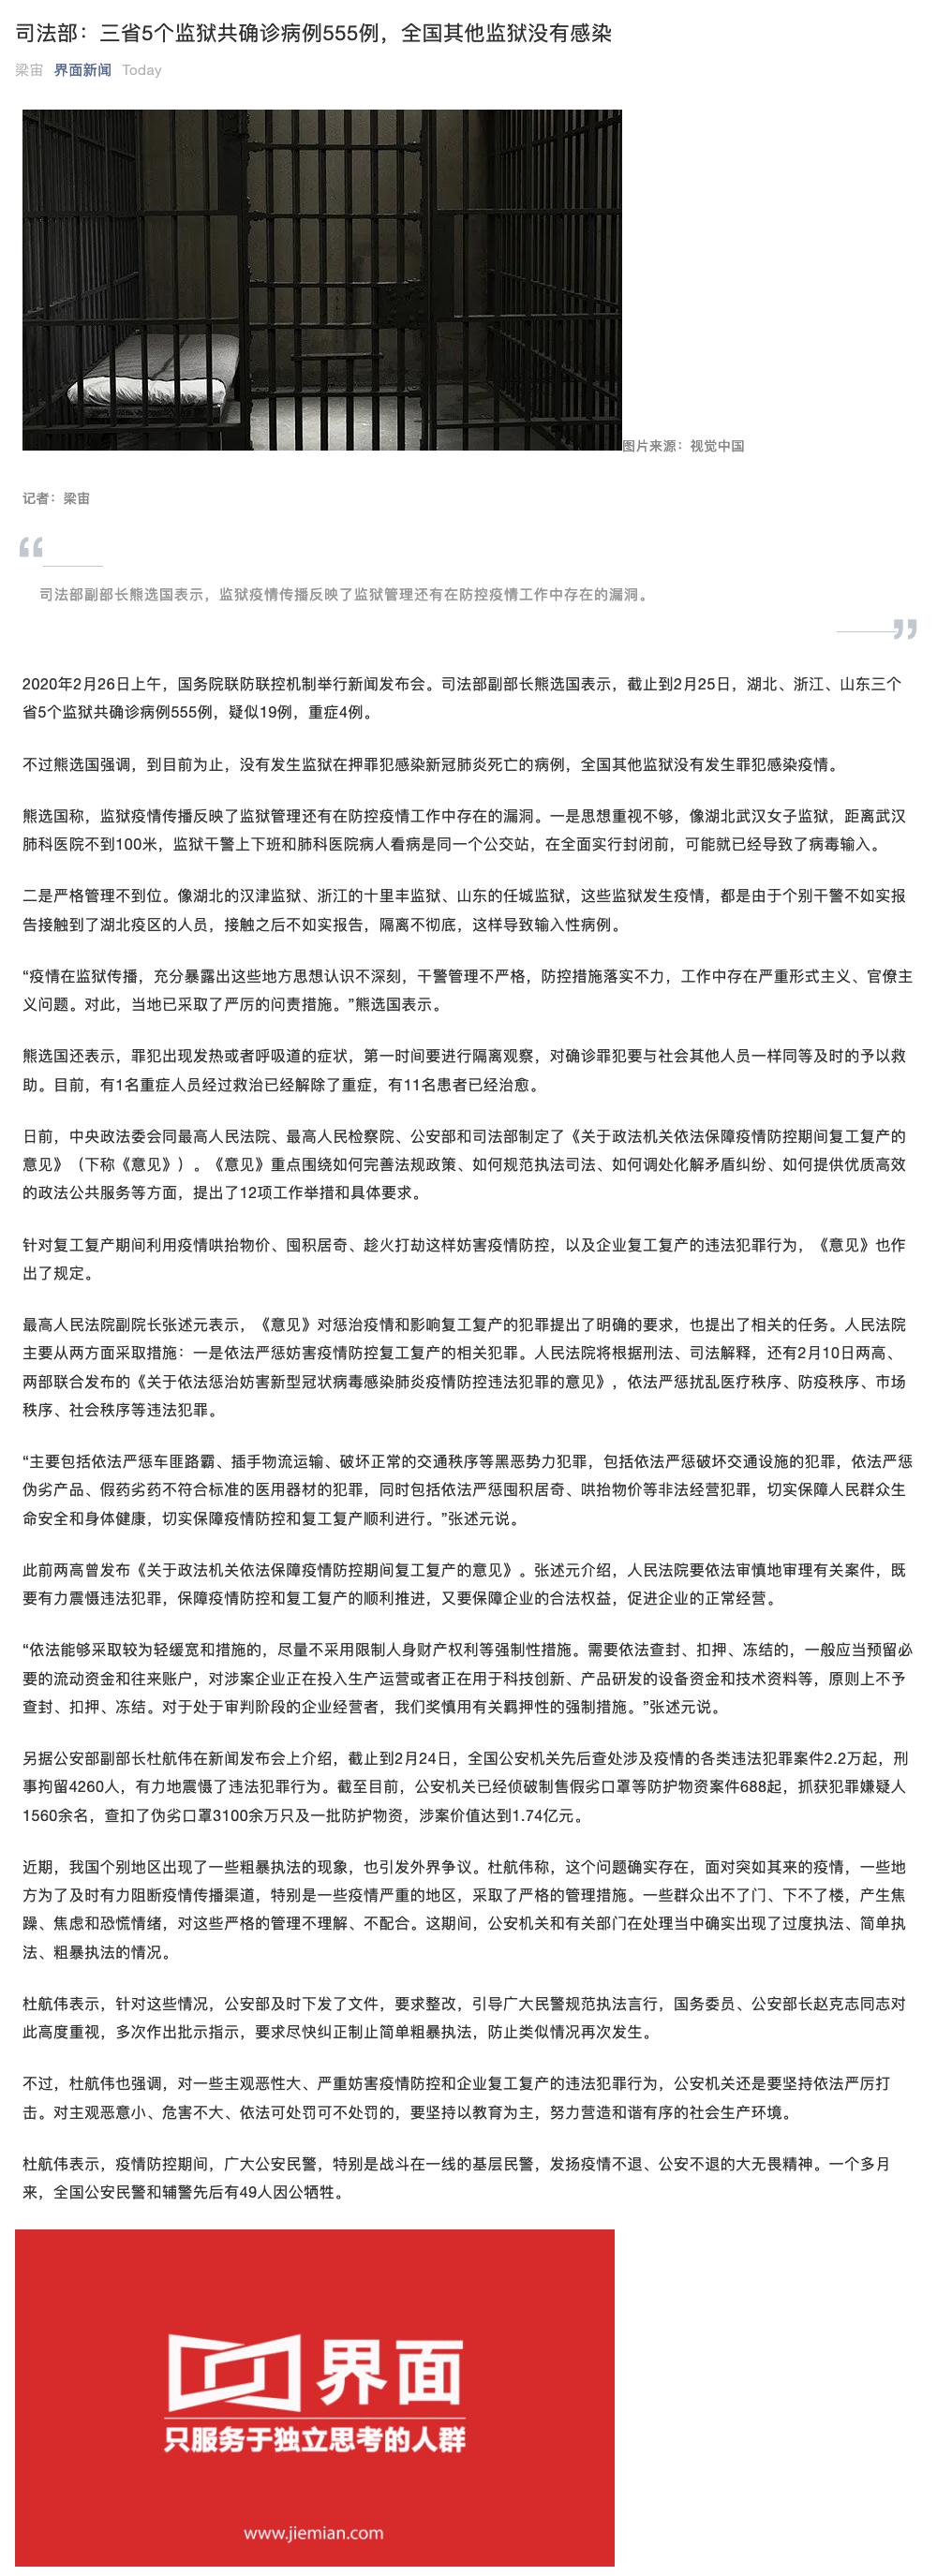 司法部：三省5个监狱共确诊病例555例，全国其他监狱没有感染
梁宙 界面新闻 Today
图片来源：视觉中国
记者：梁宙
“
司法部副部长熊选国表示，监狱疫情传播反映了监狱管理还有在防控疫情工作中存在的漏洞。
”
2020年2月26日上午，国务院联防联控机制举行新闻发布会。司法部副部长熊选国表示，截止到2月25日，湖北、浙江、山东三个
省5个监狱共确诊病例555例，疑似19例，重症4例。
不过熊选国强调，到目前为止，没有发生监狱在押罪犯感染新冠肺炎死亡的病例，全国其他监狱没有发生罪犯感染疫情。
熊选国称，监狱疫情传播反映了监狱管理还有在防控疫情工作中存在的漏洞。一是思想重视不够，像湖北武汉女子监狱，距离武汉
肺科医院不到100米，监狱干警上下班和肺科医院病人看病是同一个公交站，在全面实行封闭前，可能就已经导致了病毒输入。
二是严格管理不到位。像湖北的汉津监狱、浙江的十里丰监狱、山东的任城监狱，这些监狱发生疫情，都是由于个别干警不如实报
告接触到了湖北疫区的人员，接触之后不如实报告，隔离不彻底，这样导致输入性病例。
“疫情在监狱传播，充分暴露出这些地方思想认识不深刻，干警管理不严格，防控措施落实不力，工作中存在严重形式主义、官僚主
义问题。对此，当地已采取了严厉的问责措施。”熊选国表示。
熊选国还表示，罪犯出现发热或者呼吸道的症状，第一时间要进行隔离观察，对确诊罪犯要与社会其他人员一样同等及时的予以救
助。目前，有1名重症人员经过救治已经解除了重症，有11名患者已经治愈。
日前，中央政法委会同最高人民法院、最高人民检察院、公安部和司法部制定了《关于政法机关依法保障疫情防控期间复工复产的
意见》（下称《意见》）。《意见》重点围绕如何完善法规政策、如何规范执法司法、如何调处化解矛盾纠纷、如何提供优质高效
的政法公共服务等方面，提出了12项工作举措和具体要求。
针对复工复产期间利用疫情哄抬物价、囤积居奇、趁火打劫这样妨害疫情防控，以及企业复工复产的违法犯罪行为，《意见》也作
出了规定。
最高人民法院副院长张述元表示，《意见》对惩治疫情和影响复工复产的犯罪提出了明确的要求，也提出了相关的任务。人民法院
主要从两方面采取措施：一是依法严惩妨害疫情防控复工复产的相关犯罪。人民法院将根据刑法、司法解释，还有2月10日两高、
两部联合发布的《关于依法惩治妨害新型冠状病毒感染肺炎疫情防控违法犯罪的意见》，依法严惩扰乱医疗秩序、防疫秩序、市场
秩序、社会秩序等违法犯罪。
“主要包括依法严惩车匪路霸、插手物流运输、破坏正常的交通秩序等黑恶势力犯罪，包括依法严惩破坏交通设施的犯罪，依法严惩
伪劣产品、假药劣药不符合标准的医用器材的犯罪，同时包括依法严惩囤积居奇、哄抬物价等非法经营犯罪，切实保障人民群众生
命安全和身体健康，切实保障疫情防控和复工复产顺利进行。”张述元说。
此前两高曾发布《关于政法机关依法保障疫情防控期间复工复产的意见》。张述元介绍，人民法院要依法审慎地审理有关案件，既
要有力震慑违法犯罪，保障疫情防控和复工复产的顺利推进，又要保障企业的合法权益，促进企业的正常经营。
“依法能够采取较为轻缓宽和措施的，尽量不采用限制人身财产权利等强制性措施。需要依法查封、扣押、冻结的，一般应当预留必
要的流动资金和往来账户，对涉案企业正在投入生产运营或者正在用于科技创新、产品研发的设备资金和技术资料等，原则上不予
查封、扣押、冻结。对于处于审判阶段的企业经营者，我们奖慎用有关羁押性的强制措施。”张述元说。
另据公安部副部长杜航伟在新闻发布会上介绍，截止到2月24日，全国公安机关先后查处涉及疫情的各类违法犯罪案件2.2万起，刑
事拘留4260人，有力地震慑了违法犯罪行为。截至目前，公安机关已经侦破制售假劣口罩等防护物资案件688起，抓获犯罪嫌疑人
1560余名，查扣了伪劣口罩3100余万只及一批防护物资，涉案价值达到1.74亿元。
近期，我国个别地区出现了一些粗暴执法的现象，也引发外界争议。杜航伟称，这个问题确实存在，面对突如其来的疫情，一些地
方为了及时有力阻断疫情传播渠道，特别是一些疫情严重的地区，采取了严格的管理措施。一些群众出不了门、下不了楼，产生焦
躁、焦虑和恐慌情绪，对这些严格的管理不理解、不配合。这期间，公安机关和有关部门在处理当中确实出现了过度执法、简单执
法、粗暴执法的情况。
杜航伟表示，针对这些情况，公安部及时下发了文件，要求整改，引导广大民警规范执法言行，国务委员、公安部长赵克志同志对
此高度重视，多次作出批示指示，要求尽快纠正制止简单粗暴执法，防止类似情况再次发生。
不过，杜航伟也强调，对一些主观恶性大、严重妨害疫情防控和企业复工复产的违法犯罪行为，公安机关还是要坚持依法严厉打
击。对主观恶意小、危害不大、依法可处罚可不处罚的，要坚持以教育为主，努力营造和谐有序的社会生产环境。
杜航伟表示，疫情防控期间，广大公安民警，特别是战斗在一线的基层民警，发扬疫情不退、公安不退的大无畏精神。一个多月
来，全国公安民警和辅警先后有49人因公牺牲。
界面
只服务于独立思考的人群
www.jiemian.com